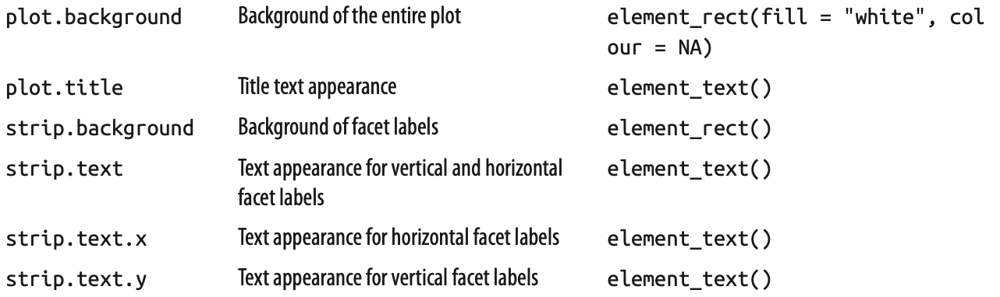 plot.background Background of the entire plot element_rect(fill = "white", col
our = NA)
plot.title Title text appearance element_text()
strip.background Background of facet labels element_rect()
strip.text Text appearance for vertical and horizontal element_text()
facet labels
strip.text.x Text appearance for horizontal facet labels element_text()
strip.text.y Text appearance for vertical facet labels element_text()